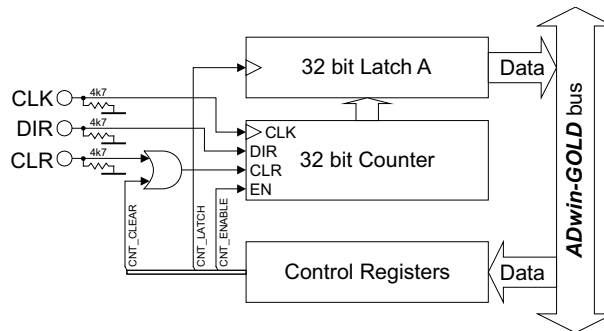 32 bit Latch A
Data
CLK
4k7
DIR
4k7
CLR
4k7
CLK
DIR
CLR
EN
32 bit Counter
CNT_CLEAR
CNT_LATCH
CNT_ENABLE
Control Registers
Data
ADwin-GOLD bus